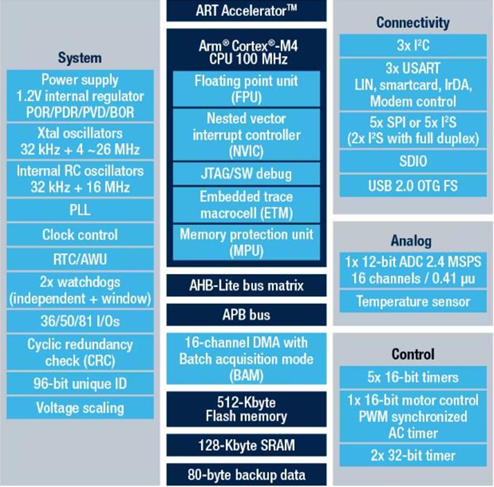 System
Power supply
1.2V internal regulator
POR/PDR/PVD/BOR
Xtal oscillators
32 kHz + 4 ~26 MHz
Internal RC oscillators
32 kHz + 16 MHz
PLL
Clock control
RTC/AWU
2x watchdogs
(independent + window)
36/50/81 I/Os
Cyclic redundancy
check (CRC)
96-bit unique ID
Voltage scaling
ART Accelerator™
Arm® Cortex®-M4
CPU 100 MHz
Floating point unit
(FPU)
Nested vector
interrupt controller
(NVIC)
JTAG/SW debug
Embedded trace
macrocell (ETM)
Memory protection unit
(MPU)
AHB-Lite bus matrix
APB bus
16-channel DMA with
Batch acquisition mode
(BAM)
512-Kbyte
Flash memory
128-Kbyte SRAM
80-byte backup data
Connectivity
3x I²C
3x USART
LIN, smartcard, IrDA,
Modem control
5x SPI or 5x I²S
(2x I²S with full duplex)
SDIO
USB 2.0 OTG FS
Analog
1x 12-bit ADC 2.4 MSPS
16 channels / 0.41 μu
Temperature sensor
Control
5x 16-bit timers
1x 16-bit motor control
PWM synchronized
AC timer
2x 32-bit timer